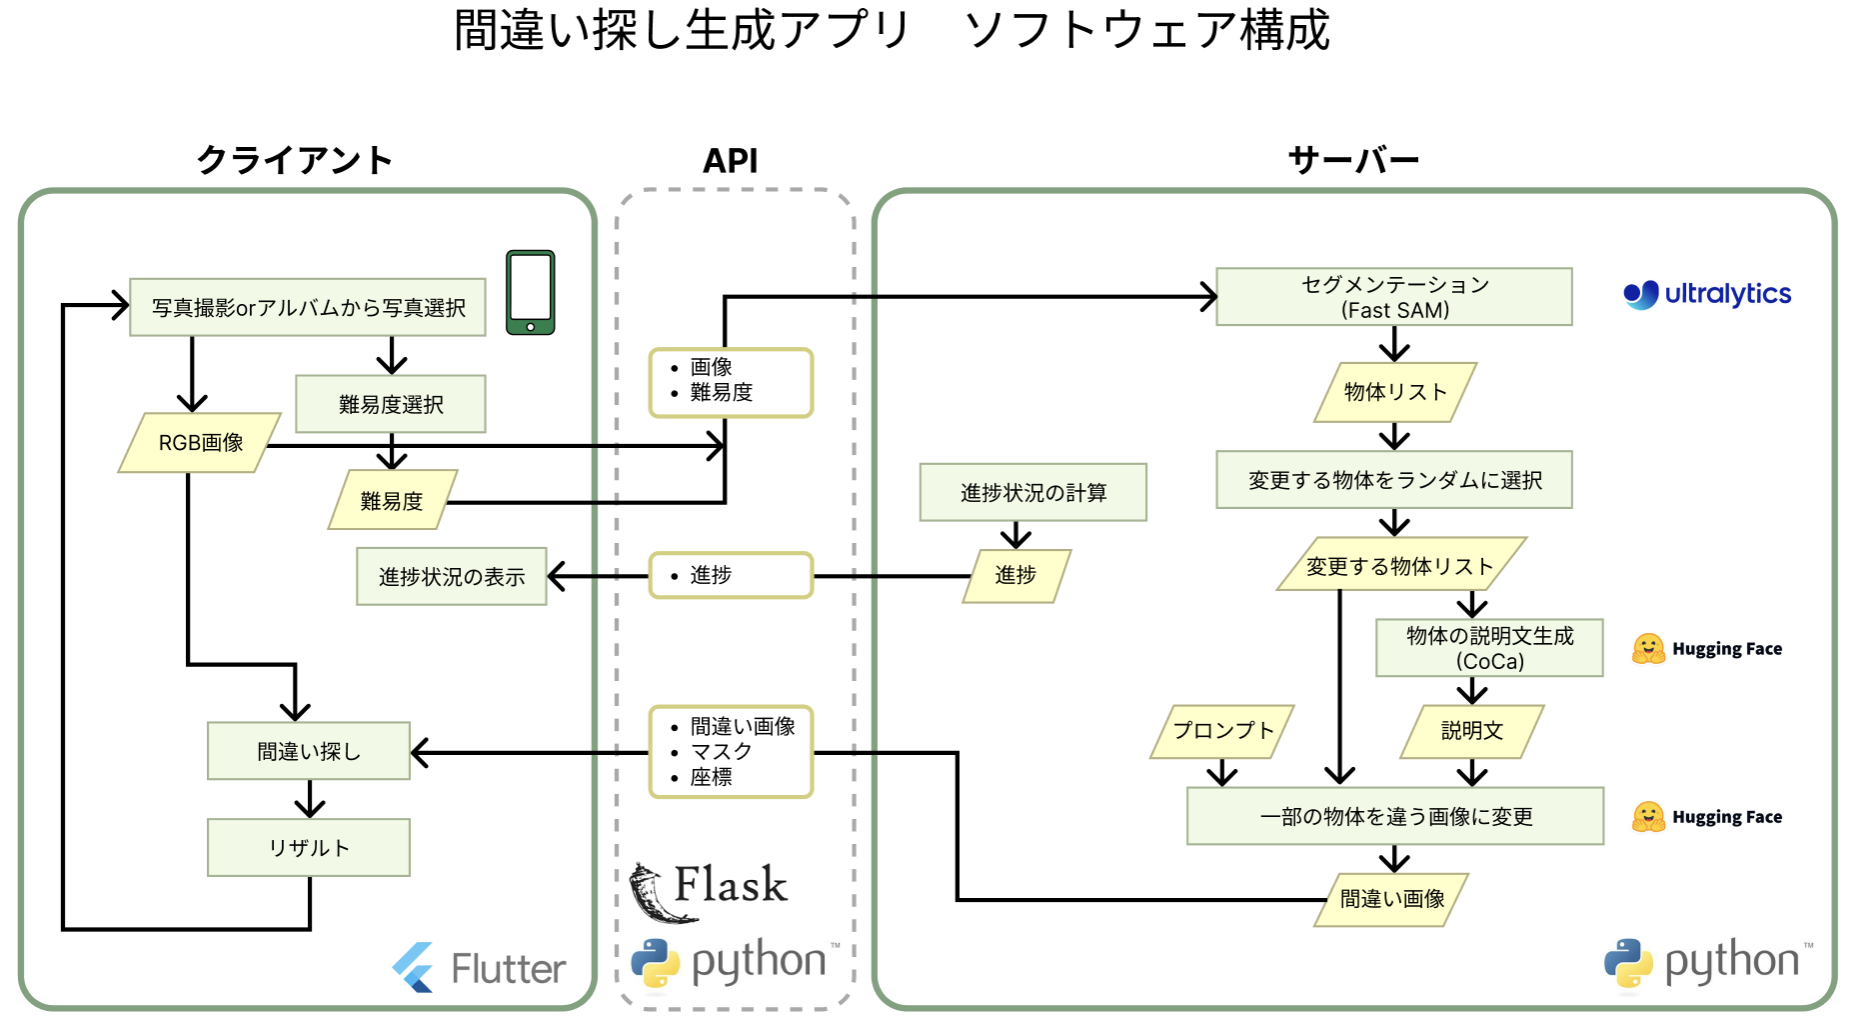 間違い探し生成アプリ　ソフトウェア構成
クライアント
写真撮影orアルバムから写真選択
難易度選択
RGB画像
難易度
進捗状況の表示
間違い探し
リザルト
Flutter
API
• 画像
• 難易度
• 進捗
• 間違い画像
• マスク
• 座標
Flask
python™
サーバー
セグメンテーション
(Fast SAM)
ultralytics
物体リスト
変更する物体をランダムに選択
進捗状況の計算
進捗
変更する物体リスト
物体の説明文生成
(CoCa)
Hugging Face
プロンプト
説明文
一部の物体を違う画像に変更
Hugging Face
間違い画像
python™